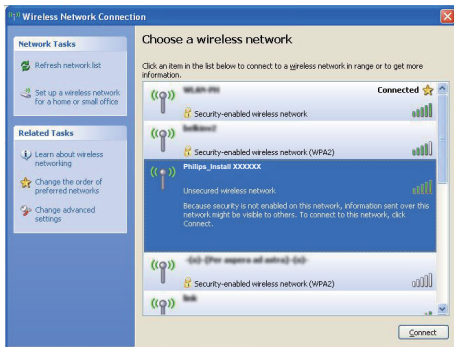 Wireless Network Connection
Network Tasks
Refresh network list
Set up a wireless network
for a home or small office
Related Tasks
Learn about wireless
networking
Change the order of
preferred networks
Change advanced
settings
Choose a wireless network
Click an item in the list below to connect to a wireless network in range or to get more
information.
Connected
Security-enabled wireless network
Security-enabled wireless network (WPA2)
Philips_Install XXXXXX
Unsecured wireless network
Because security is not enabled on this network, information sent over this
network might be visible to others. To connect to this network, click
Connect.
Security-enabled wireless network (WPA2)
Connect